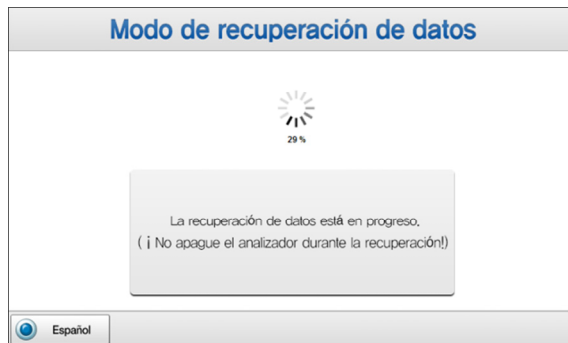 Modo de recuperación de datos
29 %
La recuperación de datos está en progreso.
( ¡ No apague el analizador durante la recuperación!)
Español